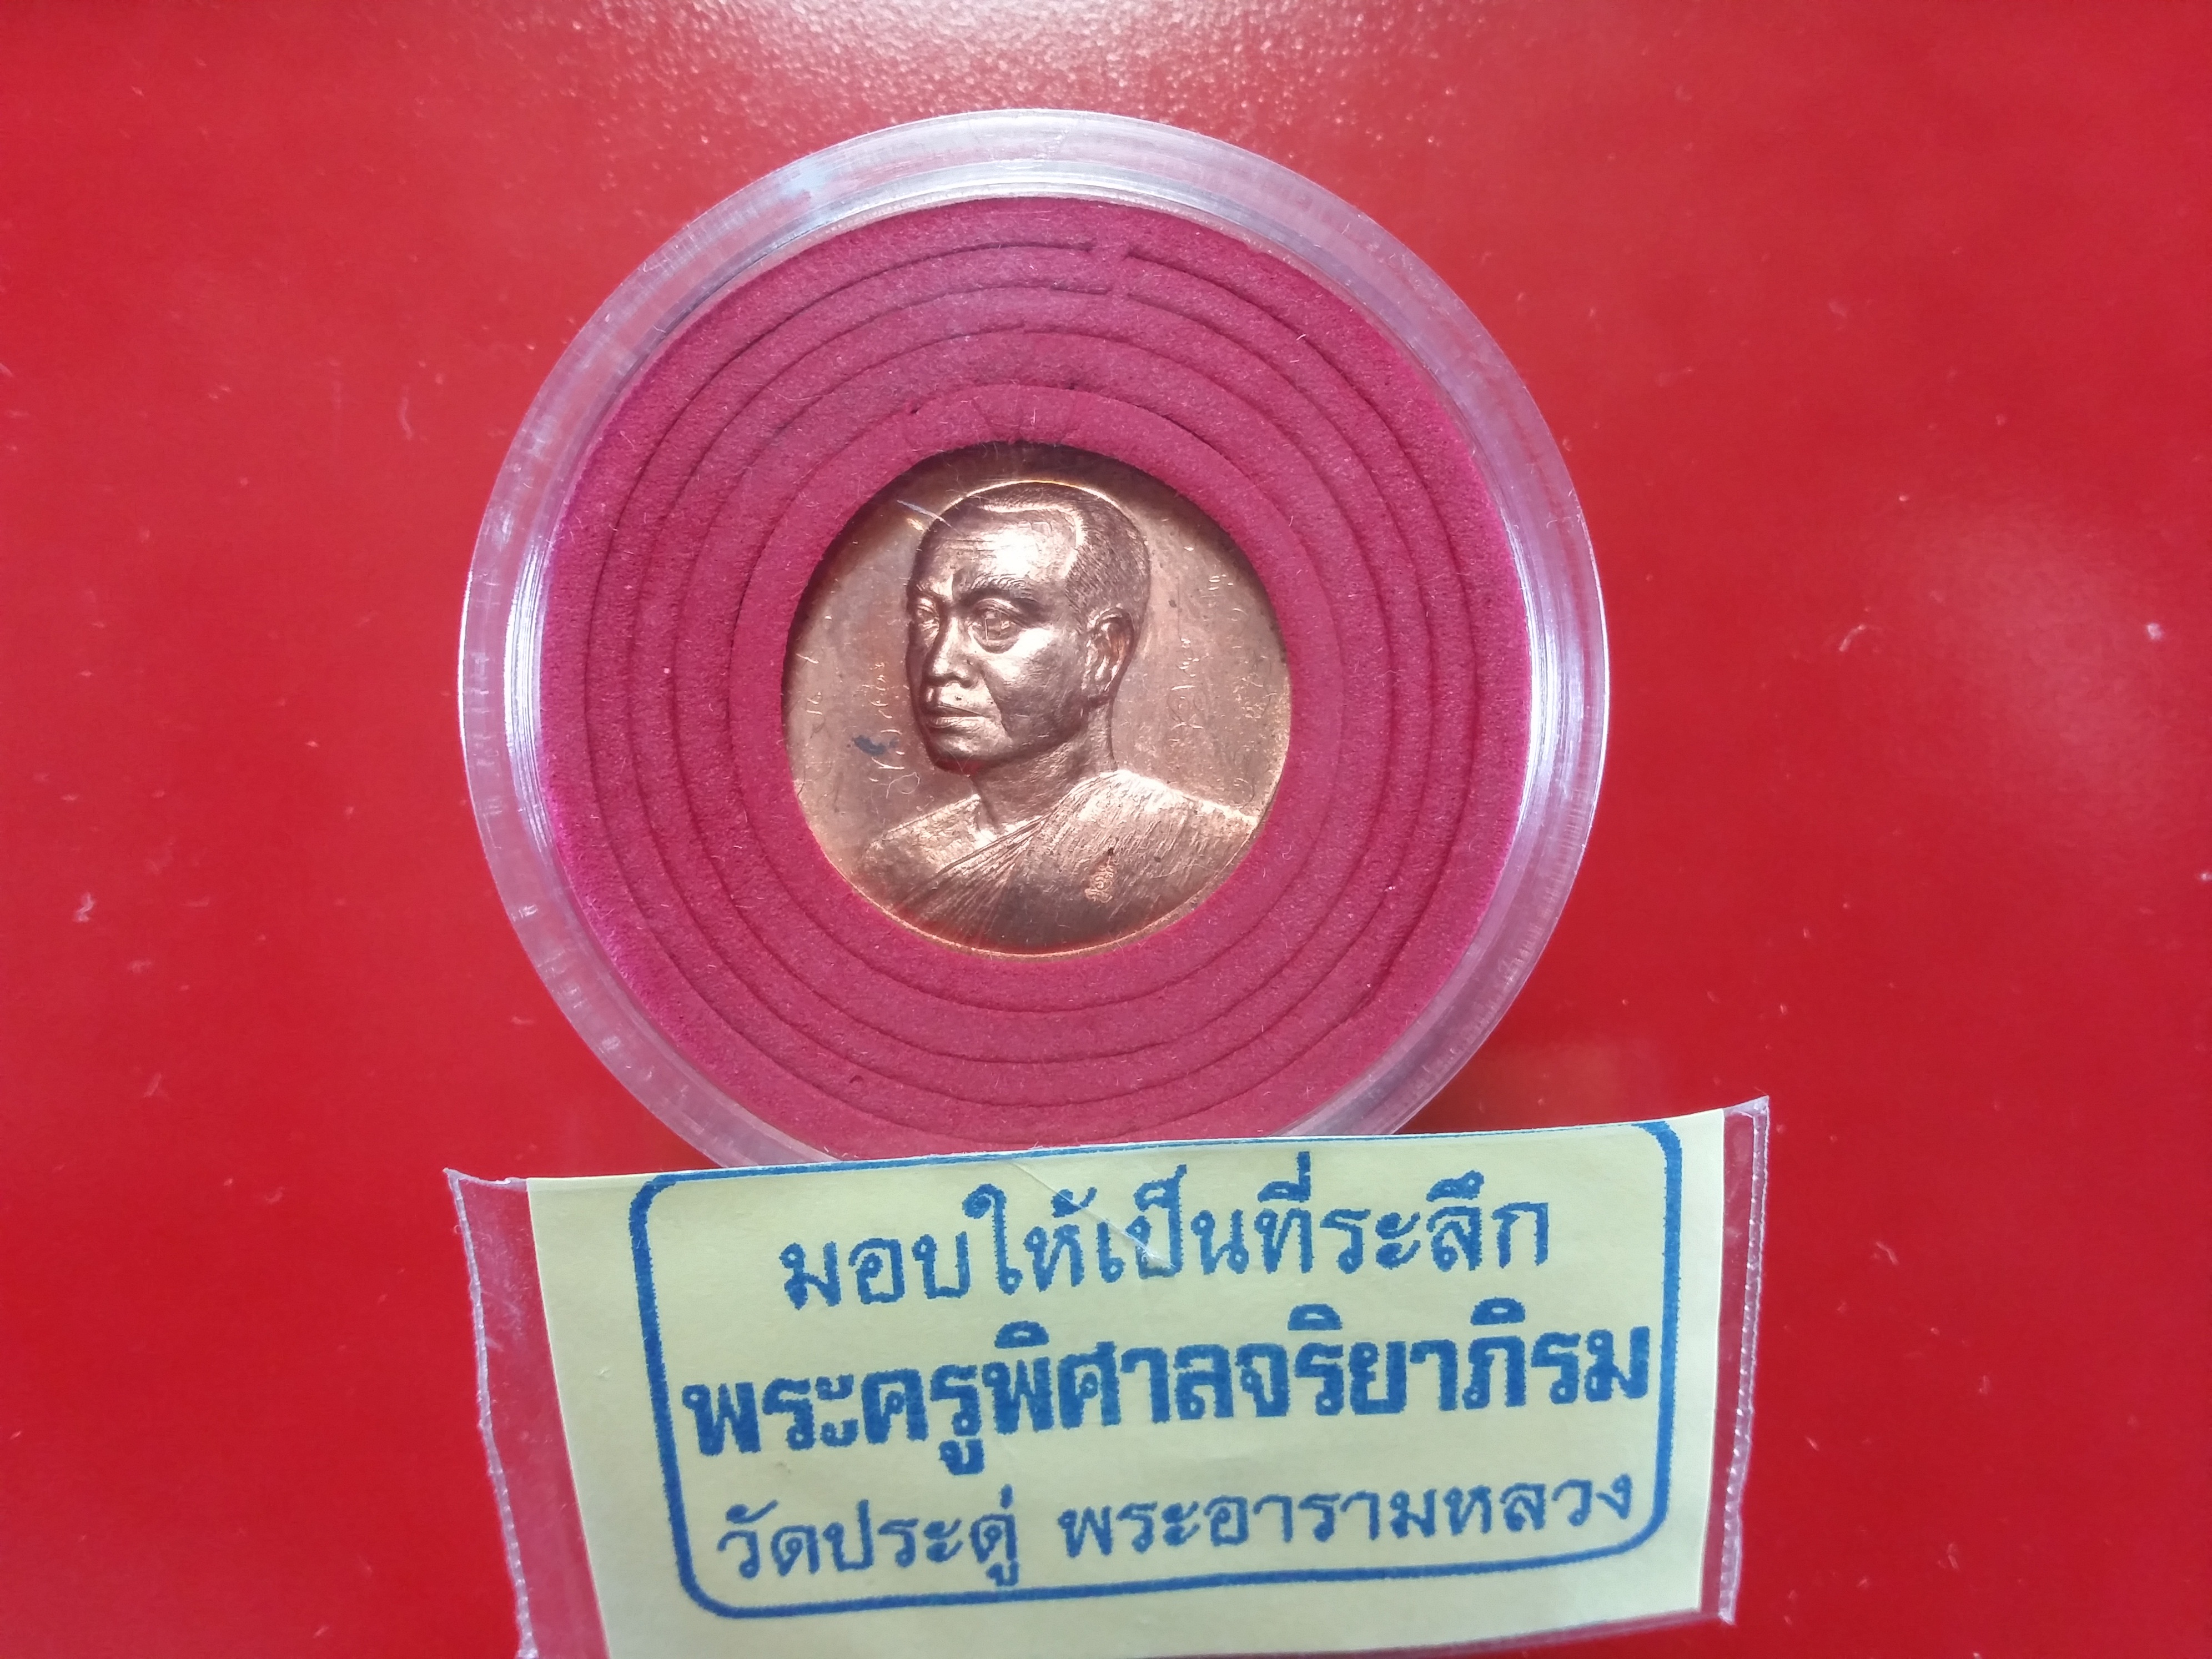 มอบให้เป็นที่ระลึก
พระครูพิศาลจริยาภิรม
วัดประดู่ พระอารามหลวง